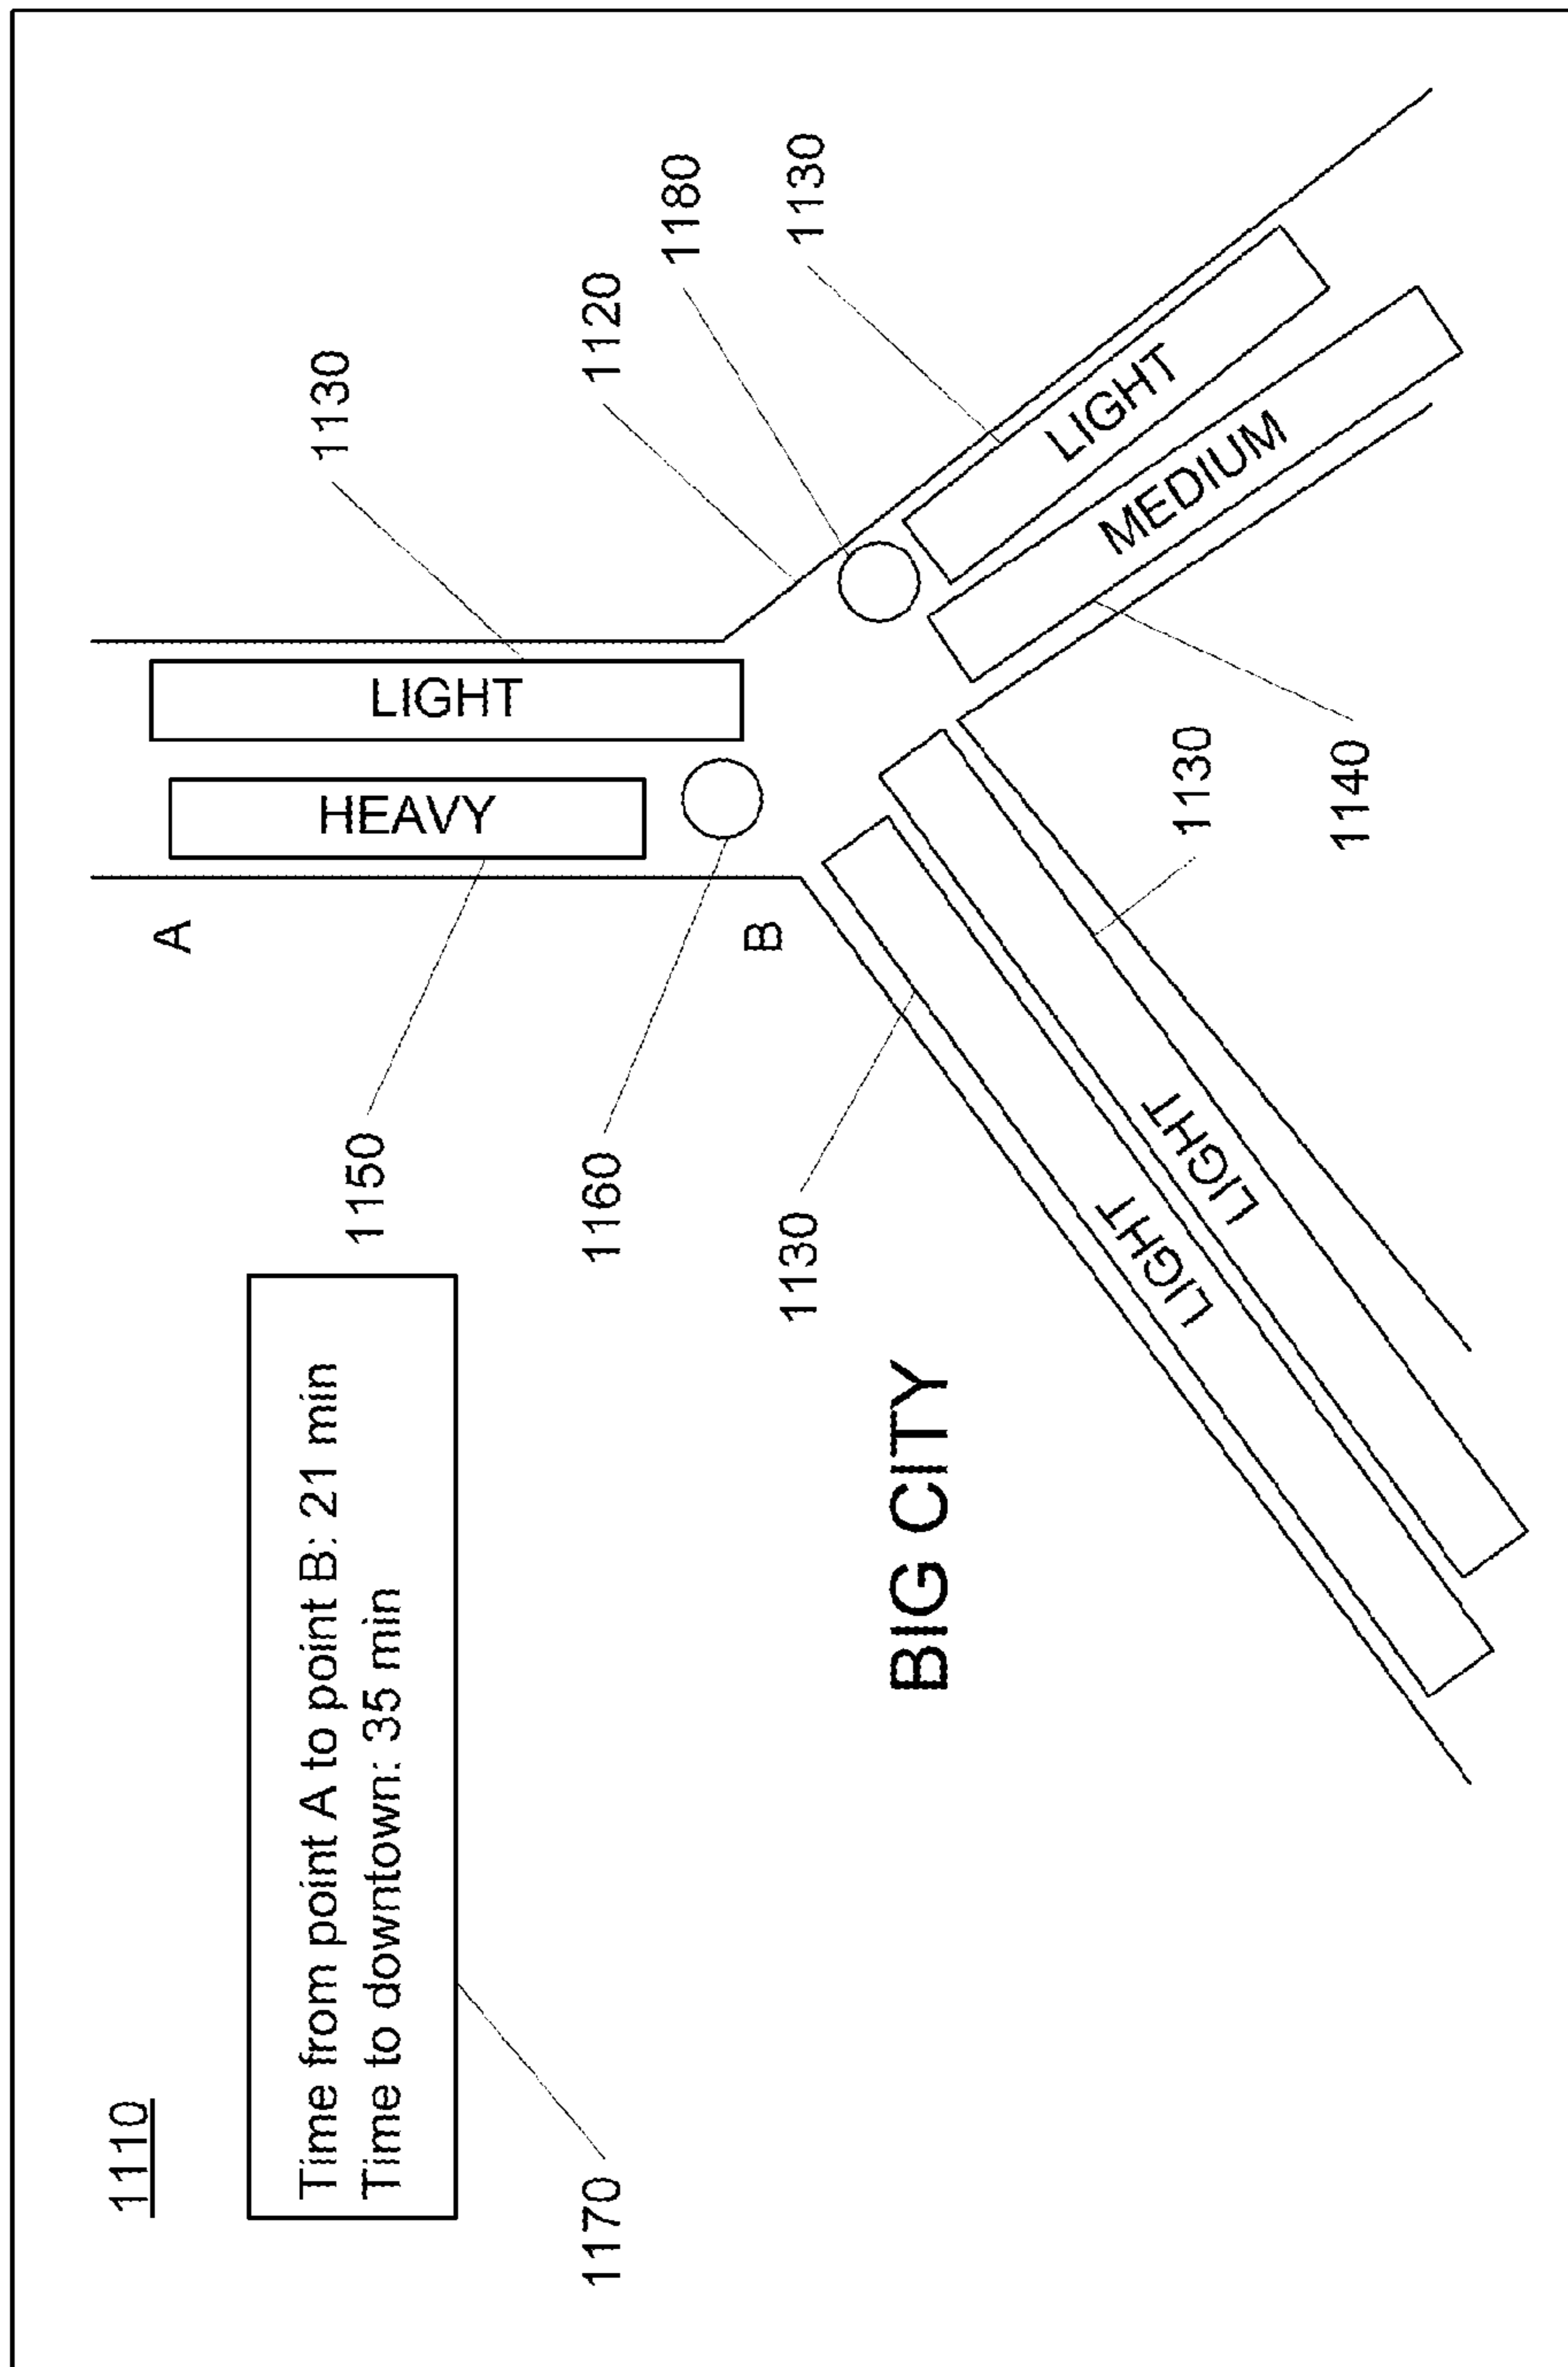 1110
Time from point A to point B: 21 min
Time to downtown: 35 min
1170
A
B
1150
1160
1130
HEAVY
LIGHT
1130
1120
1180
1130
BIG CITY
LIGHT
LIGHT
LIGHT
MEDIUM
1130
1140